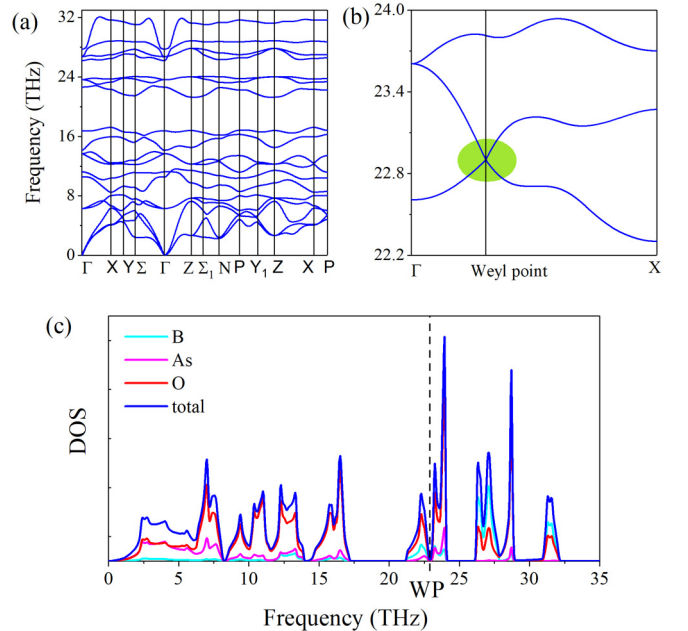 (a)
32
24
16
8
0
Frequency (THz)
Γ X Y Σ Γ Z Σ₁ N P Y₁ Z X P
(b)
24.0
23.4
22.8
22.2
Γ Weyl point X
(c)
B
As
O
total
DOS
0 5 10 15 20 25 30 35
WP
Frequency (THz)